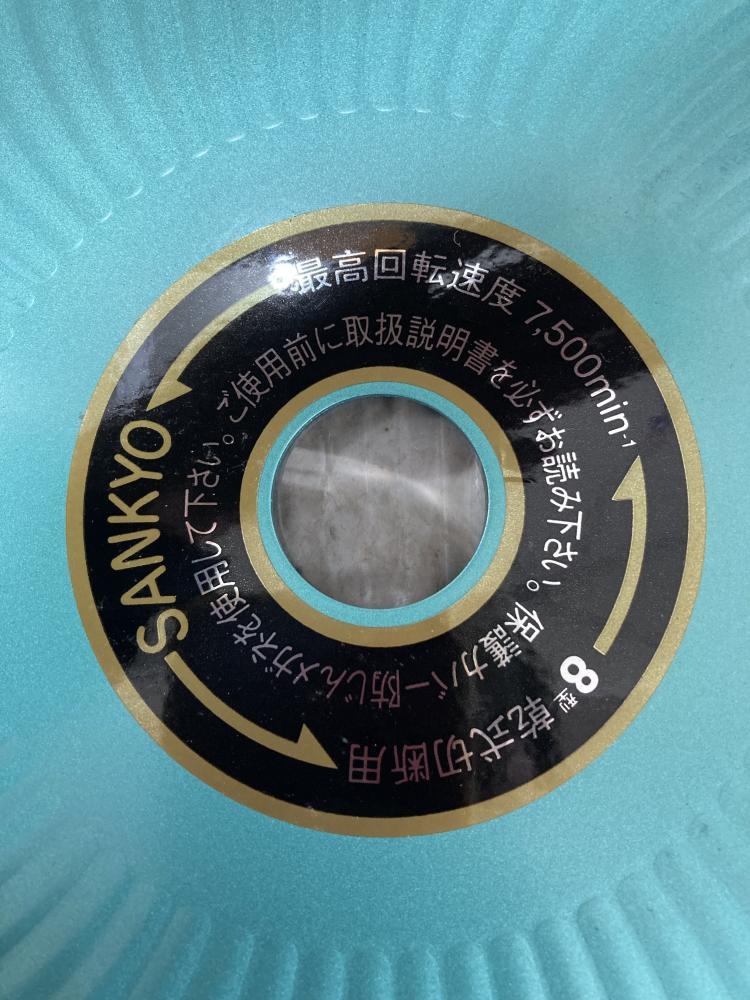 最高回転速度 7,500min-1
8型 乾式切断用
SANKYO
ご使用前に取扱説明書を必ずお読み下さい。保護カバー防じんメガネを使用して下さい。